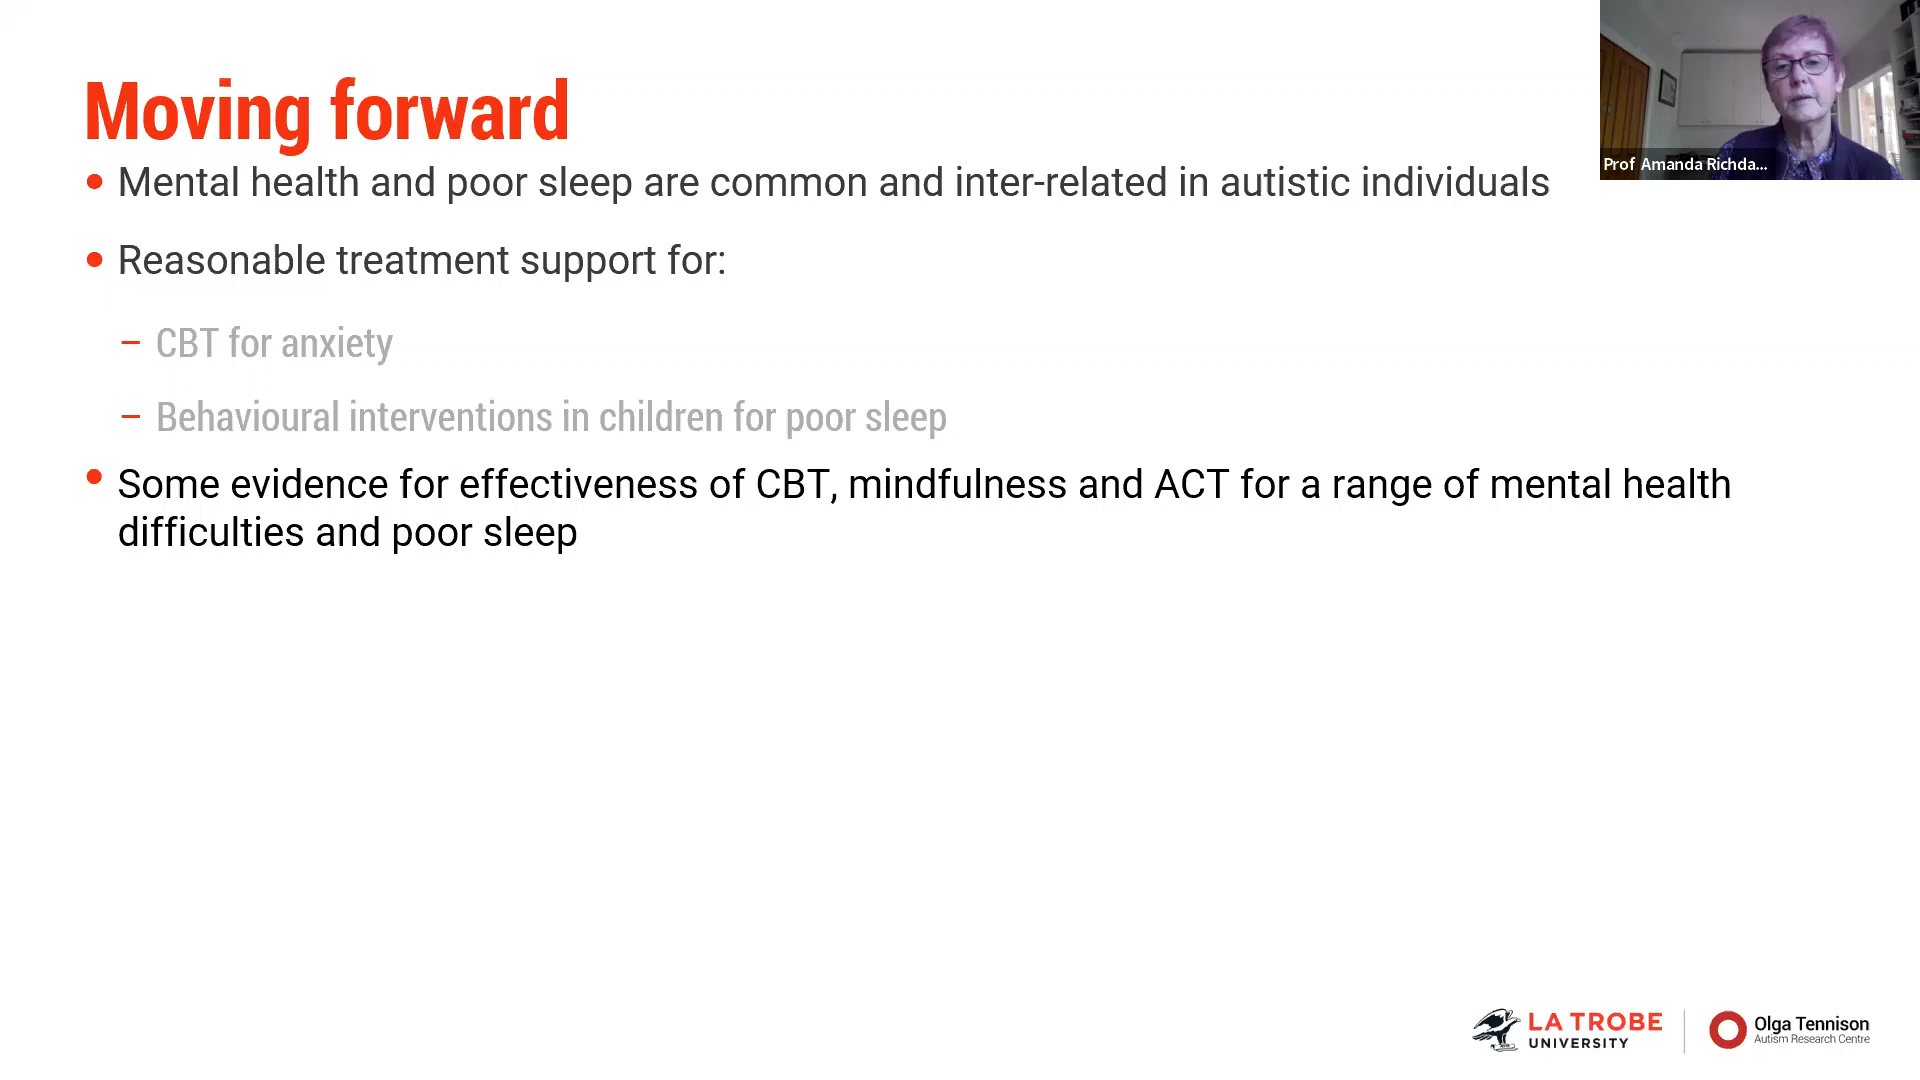 Moving forward
Prof Amanda Richda...
• Mental health and poor sleep are common and inter-related in autistic individuals
• Reasonable treatment support for:
– CBT for anxiety
– Behavioural interventions in children for poor sleep
• Some evidence for effectiveness of CBT, mindfulness and ACT for a range of mental health
difficulties and poor sleep
LA TROBE
UNIVERSITY
Olga Tennison
Autism Research Centre